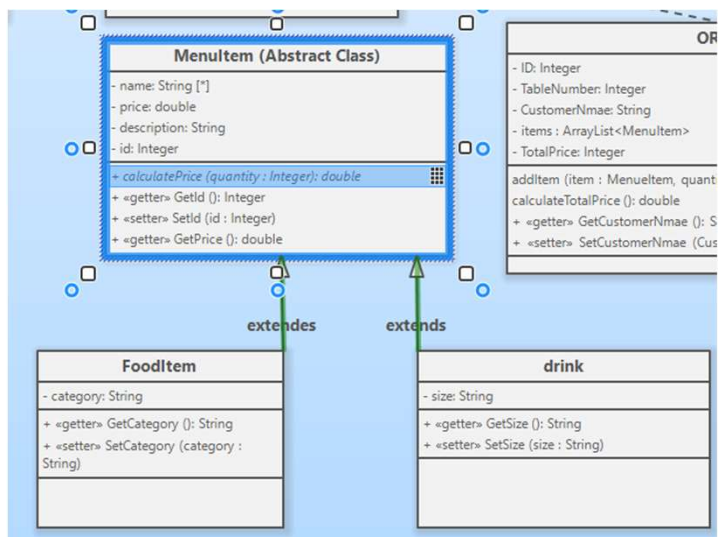 MenuItem (Abstract Class)
- name: String [*]
- price: double
- description: String
- id: Integer
+ calculatePrice (quantity : Integer): double
+ «getter» GetId (): Integer
+ «setter» SetId (id : Integer)
+ «getter» GetPrice (): double
OR
- ID: Integer
- TableNumber: Integer
- CustomerNmae: String
- items : ArrayList<MenuItem>
- TotalPrice: Integer
addItem (item : MenueItem, quanti
calculateTotalPrice (): double
+ «getter» GetCustomerNmae (): S
+ «setter» SetCustomerNmae (Cus
extendes
extends
FoodItem
- category: String
+ «getter» GetCategory (): String
+ «setter» SetCategory (category :
String)
drink
- size: String
+ «getter» GetSize (): String
+ «setter» SetSize (size : String)